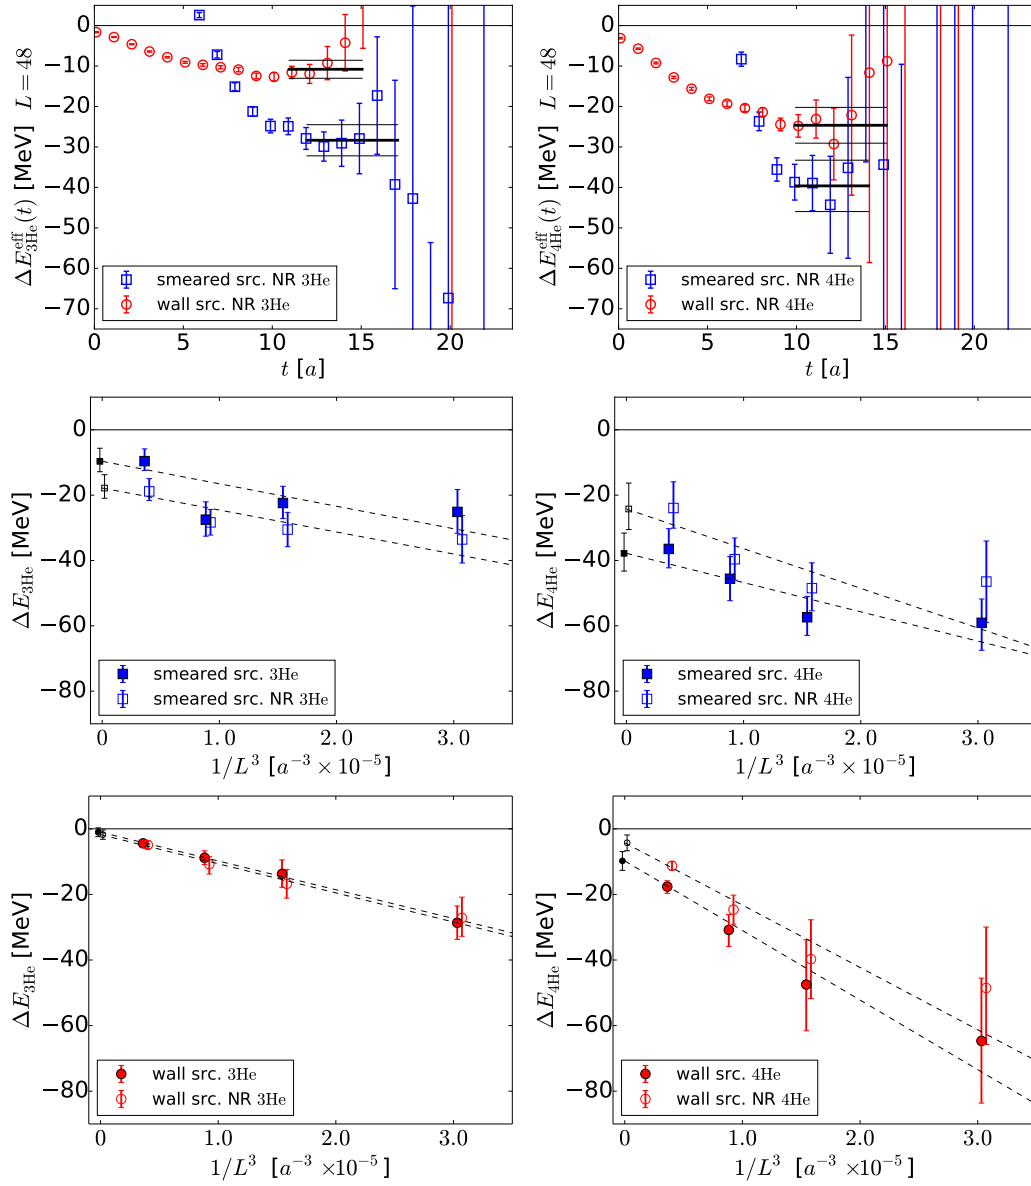 0
−10
−20
−30
−40
−50
−60
−70
ΔE^eff_3He(t) [MeV] L = 48
smeared src. NR 3He
wall src. NR 3He
0 5 10 15 20
t [a]
0
−10
−20
−30
−40
−50
−60
−70
ΔE^eff_4He(t) [MeV] L = 48
smeared src. NR 4He
wall src. NR 4He
0 5 10 15 20
t [a]
0
−20
−40
−60
−80
ΔE_3He [MeV]
smeared src. 3He
smeared src. NR 3He
0 1.0 2.0 3.0
1/L^3 [a^−3 × 10^−5]
0
−20
−40
−60
−80
ΔE_4He [MeV]
smeared src. 4He
smeared src. NR 4He
0 1.0 2.0 3.0
1/L^3 [a^−3 × 10^−5]
0
−20
−40
−60
−80
ΔE_3He [MeV]
wall src. 3He
wall src. NR 3He
0 1.0 2.0 3.0
1/L^3 [a^−3 ×10^−5]
0
−20
−40
−60
−80
ΔE_4He [MeV]
wall src. 4He
wall src. NR 4He
0 1.0 2.0 3.0
1/L^3 [a^−3 ×10^−5]